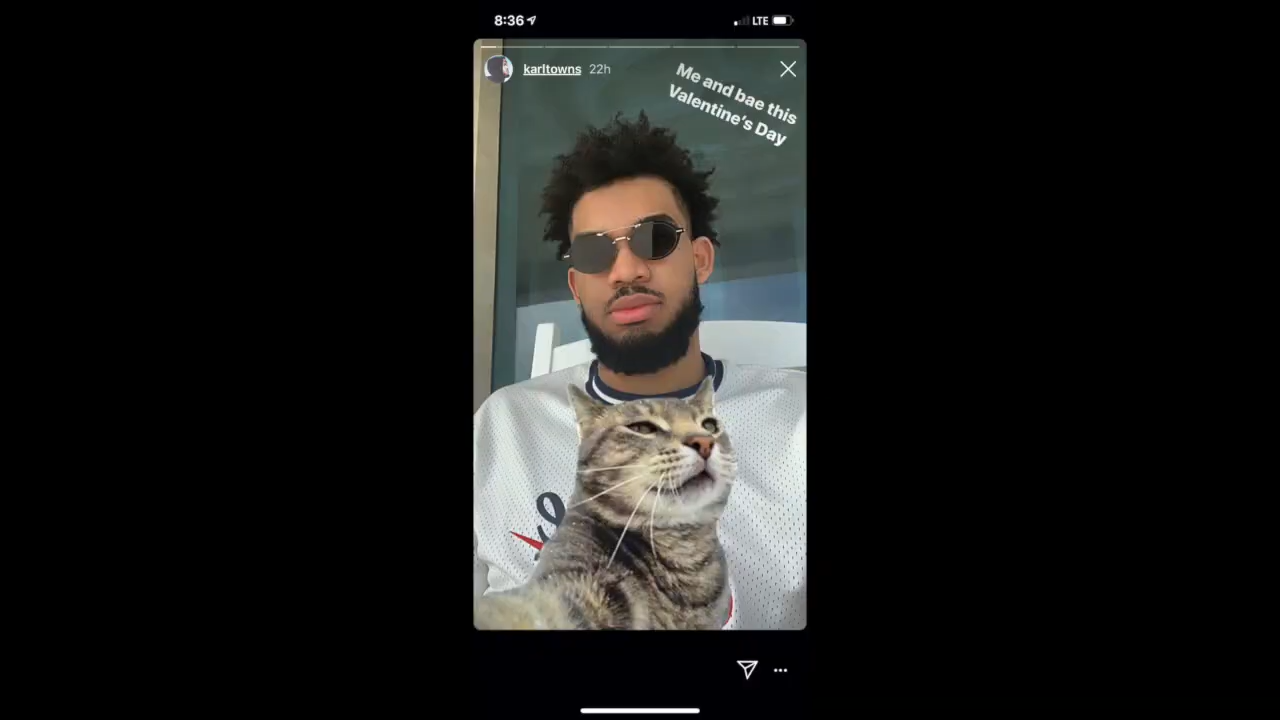 8:36
LTE
karltowns 22h
Me and bae this
Valentine's Day